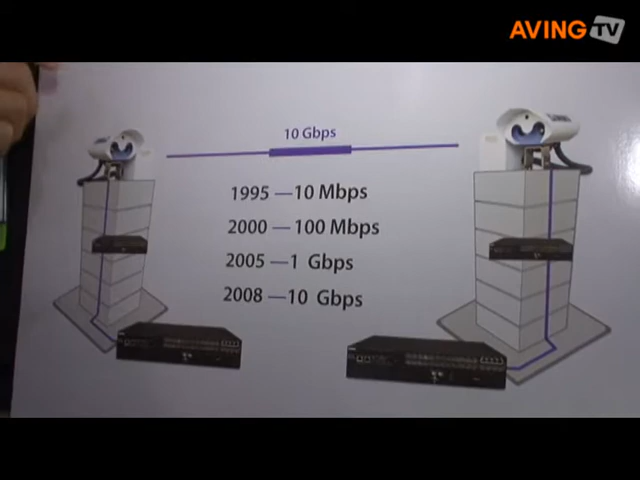 AVING TV
10 Gbps
1995 — 10 Mbps
2000 — 100 Mbps
2005 — 1 Gbps
2008 — 10 Gbps